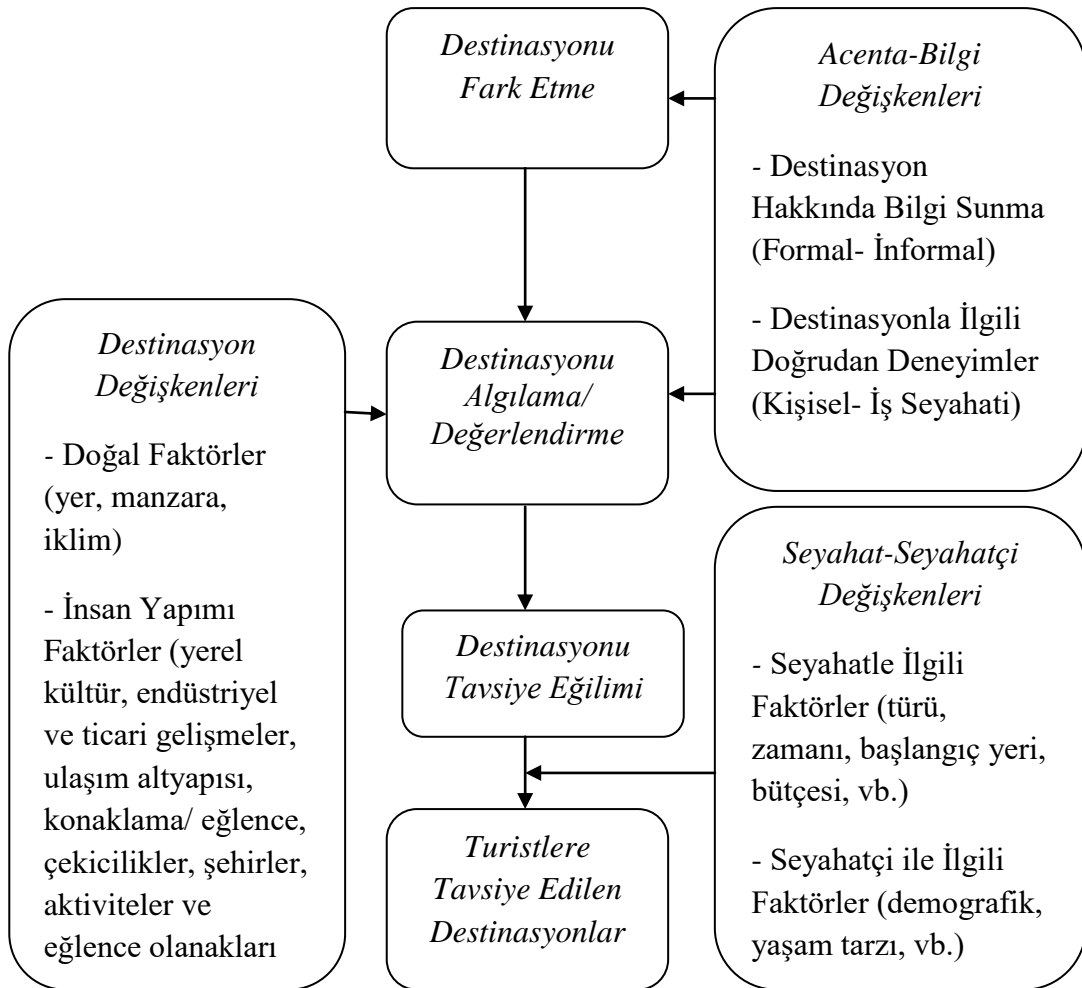 Destinasyonu
Fark Etme
Acenta-Bilgi
Değişkenleri
- Destinasyon
Hakkında Bilgi Sunma
(Formal- İnformal)
- Destinasyonla İlgili
Doğrudan Deneyimler
(Kişisel- İş Seyahati)
Destinasyon
Değişkenleri
- Doğal Faktörler
(yer, manzara,
iklim)
- İnsan Yapımı
Faktörler (yerel
kültür, endüstriyel
ve ticari gelişmeler,
ulaşım altyapısı,
konaklama/ eğlence,
çekicilikler, şehirler,
aktiviteler ve
eğlence olanakları
Destinasyonu
Algılama/
Değerlendirme
Destinasyonu
Tavsiye Eğilimi
Seyahat-Seyahatçi
Değişkenleri
- Seyahatle İlgili
Faktörler (türü,
zamanı, başlangıç yeri,
bütçesi, vb.)
- Seyahatçi ile İlgili
Faktörler (demografik,
yaşam tarzı, vb.)
Turistlere
Tavsiye Edilen
Destinasyonlar